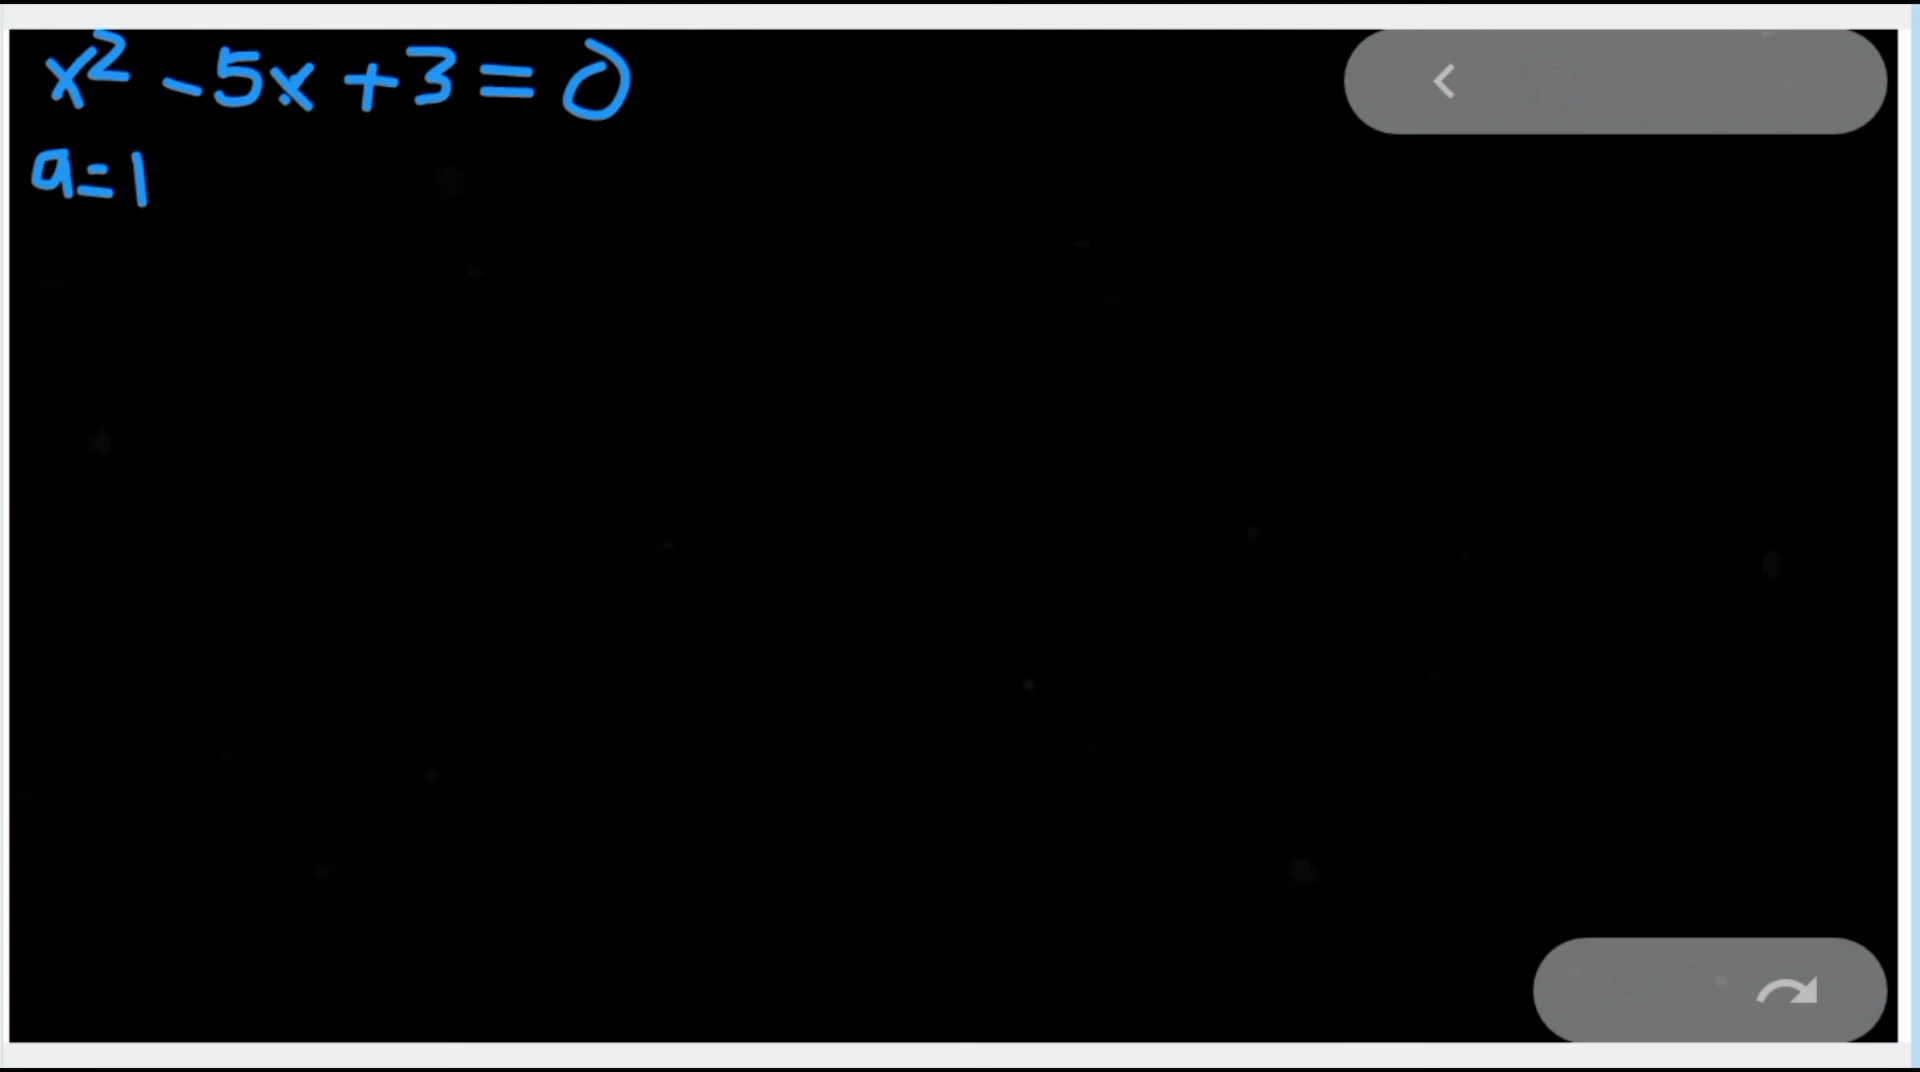 x² - 5x + 3 = 0
a = 1